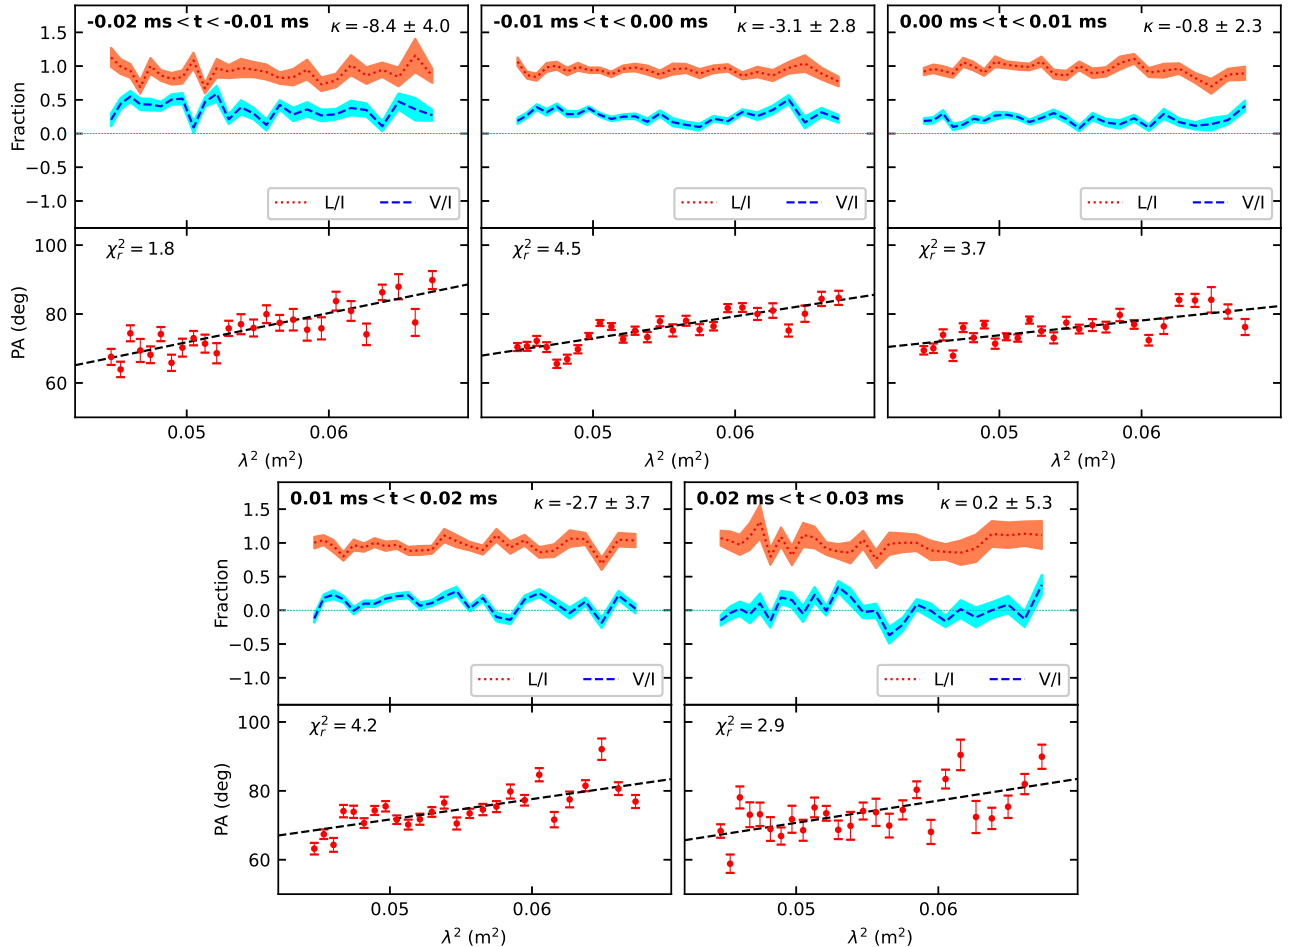 -0.02 ms < t < -0.01 ms
κ = -8.4 ± 4.0
-0.01 ms < t < 0.00 ms
κ = -3.1 ± 2.8
0.00 ms < t < 0.01 ms
κ = -0.8 ± 2.3
1.5
1.0
0.5
0.0
−0.5
−1.0
Fraction
L/I
V/I
L/I
V/I
L/I
V/I
χ²ᵣ = 1.8
χ²ᵣ = 4.5
χ²ᵣ = 3.7
100
80
60
PA (deg)
0.05
0.06
0.05
0.06
0.05
0.06
λ² (m²)
λ² (m²)
λ² (m²)
0.01 ms < t < 0.02 ms
κ = -2.7 ± 3.7
0.02 ms < t < 0.03 ms
κ = 0.2 ± 5.3
1.5
1.0
0.5
0.0
−0.5
−1.0
Fraction
L/I
V/I
L/I
V/I
χ²ᵣ = 4.2
χ²ᵣ = 2.9
100
80
60
PA (deg)
0.05
0.06
0.05
0.06
λ² (m²)
λ² (m²)